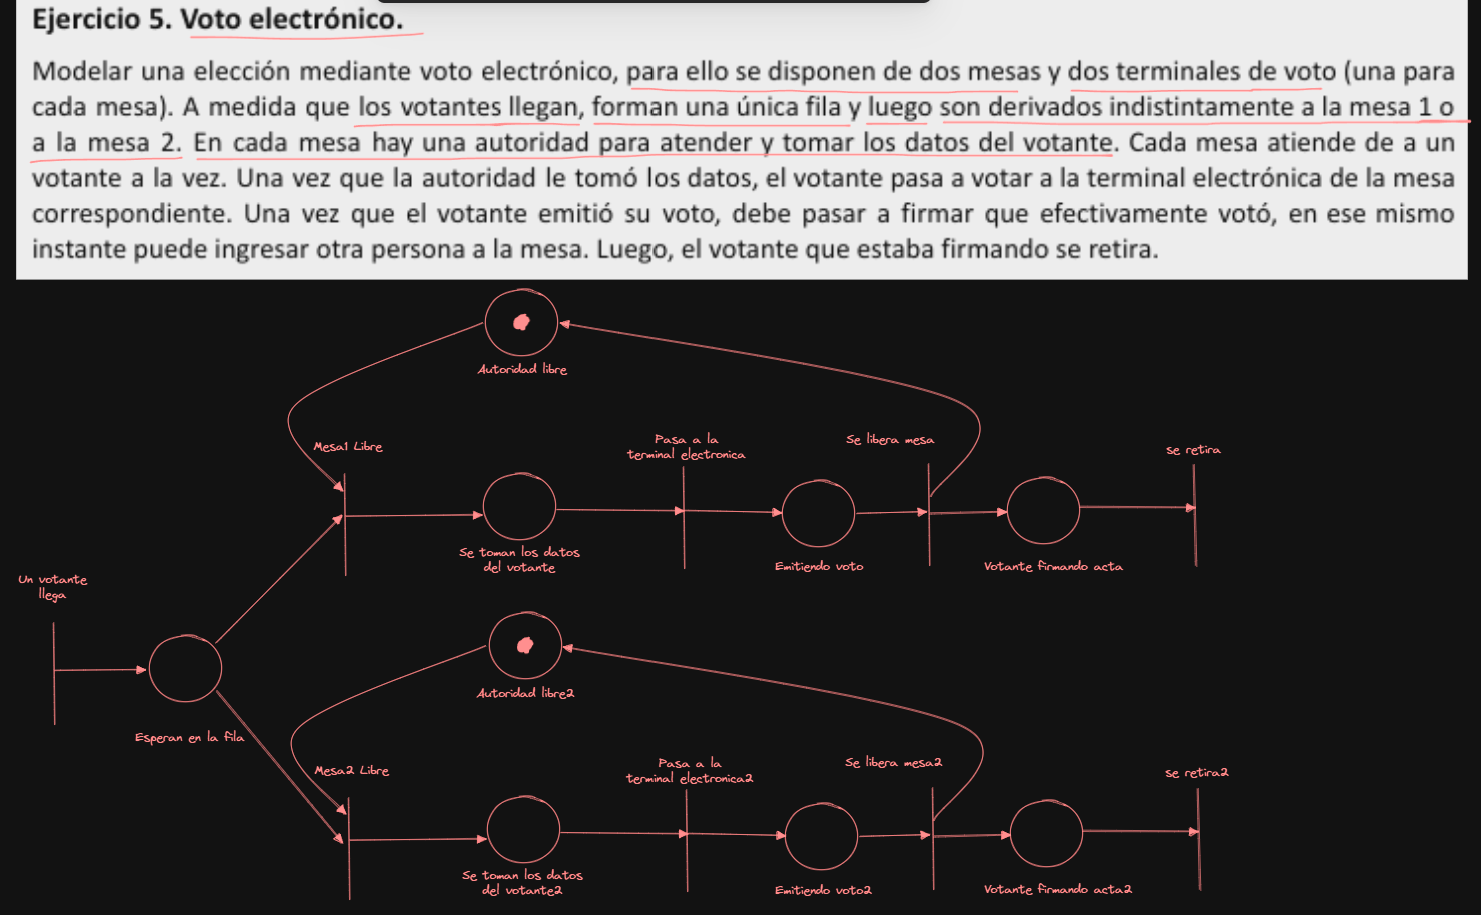 Ejercicio 5. Voto electrónico.
Modelar una elección mediante voto electrónico, para ello se disponen de dos mesas y dos terminales de voto (una para
cada mesa). A medida que los votantes llegan, forman una única fila y luego son derivados indistintamente a la mesa 1 o
a la mesa 2. En cada mesa hay una autoridad para atender y tomar los datos del votante. Cada mesa atiende de a un
votante a la vez. Una vez que la autoridad le tomó los datos, el votante pasa a votar a la terminal electrónica de la mesa
correspondiente. Una vez que el votante emitió su voto, debe pasar a firmar que efectivamente votó, en ese mismo
instante puede ingresar otra persona a la mesa. Luego, el votante que estaba firmando se retira.
Autoridad libre
Mesa1 Libre
Pasa a la
terminal electronica
Se libera mesa
se retira
Se toman los datos
del votante
Emitiendo voto
Votante firmando acta
Un votante
llega
Esperan en la fila
Autoridad libre2
Mesa2 Libre
Pasa a la
terminal electronica2
Se libera mesa2
se retira2
Se toman los datos
del votante2
Emitiendo voto2
Votante firmando acta2